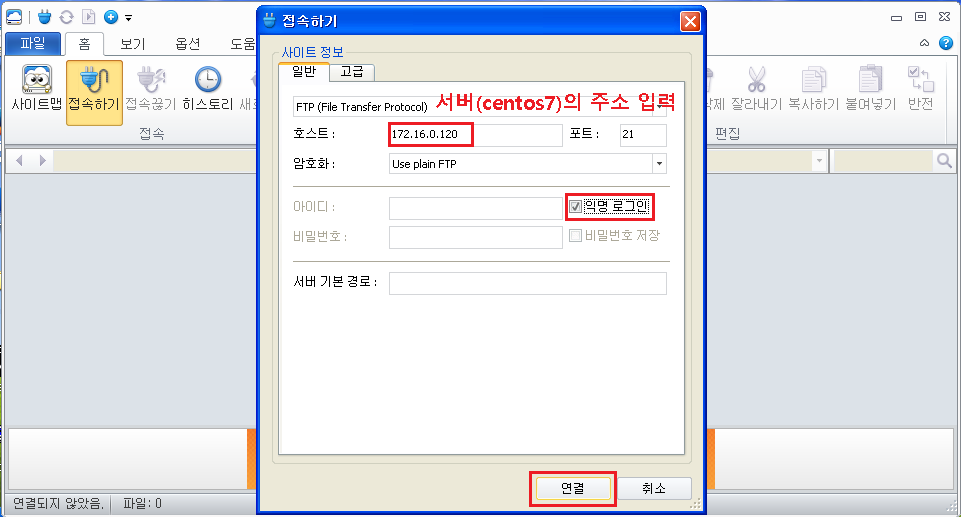 접속하기
파일 홈 보기 옵션 도움
사이트맵 접속하기 접속끊기 히스토리 잘라내기 복사하기 붙여넣기 반전
접속 편집
사이트 정보
일반 고급
FTP (File Transfer Protocol) 서버(centos7)의 주소 입력
호스트 : 172.16.0.120 포트 : 21
암호화 : Use plain FTP
아이디 : 익명 로그인
비밀번호 : 비밀번호 저장
서버 기본 경로 :
연결 취소
연결되지 않았음, 파일: 0